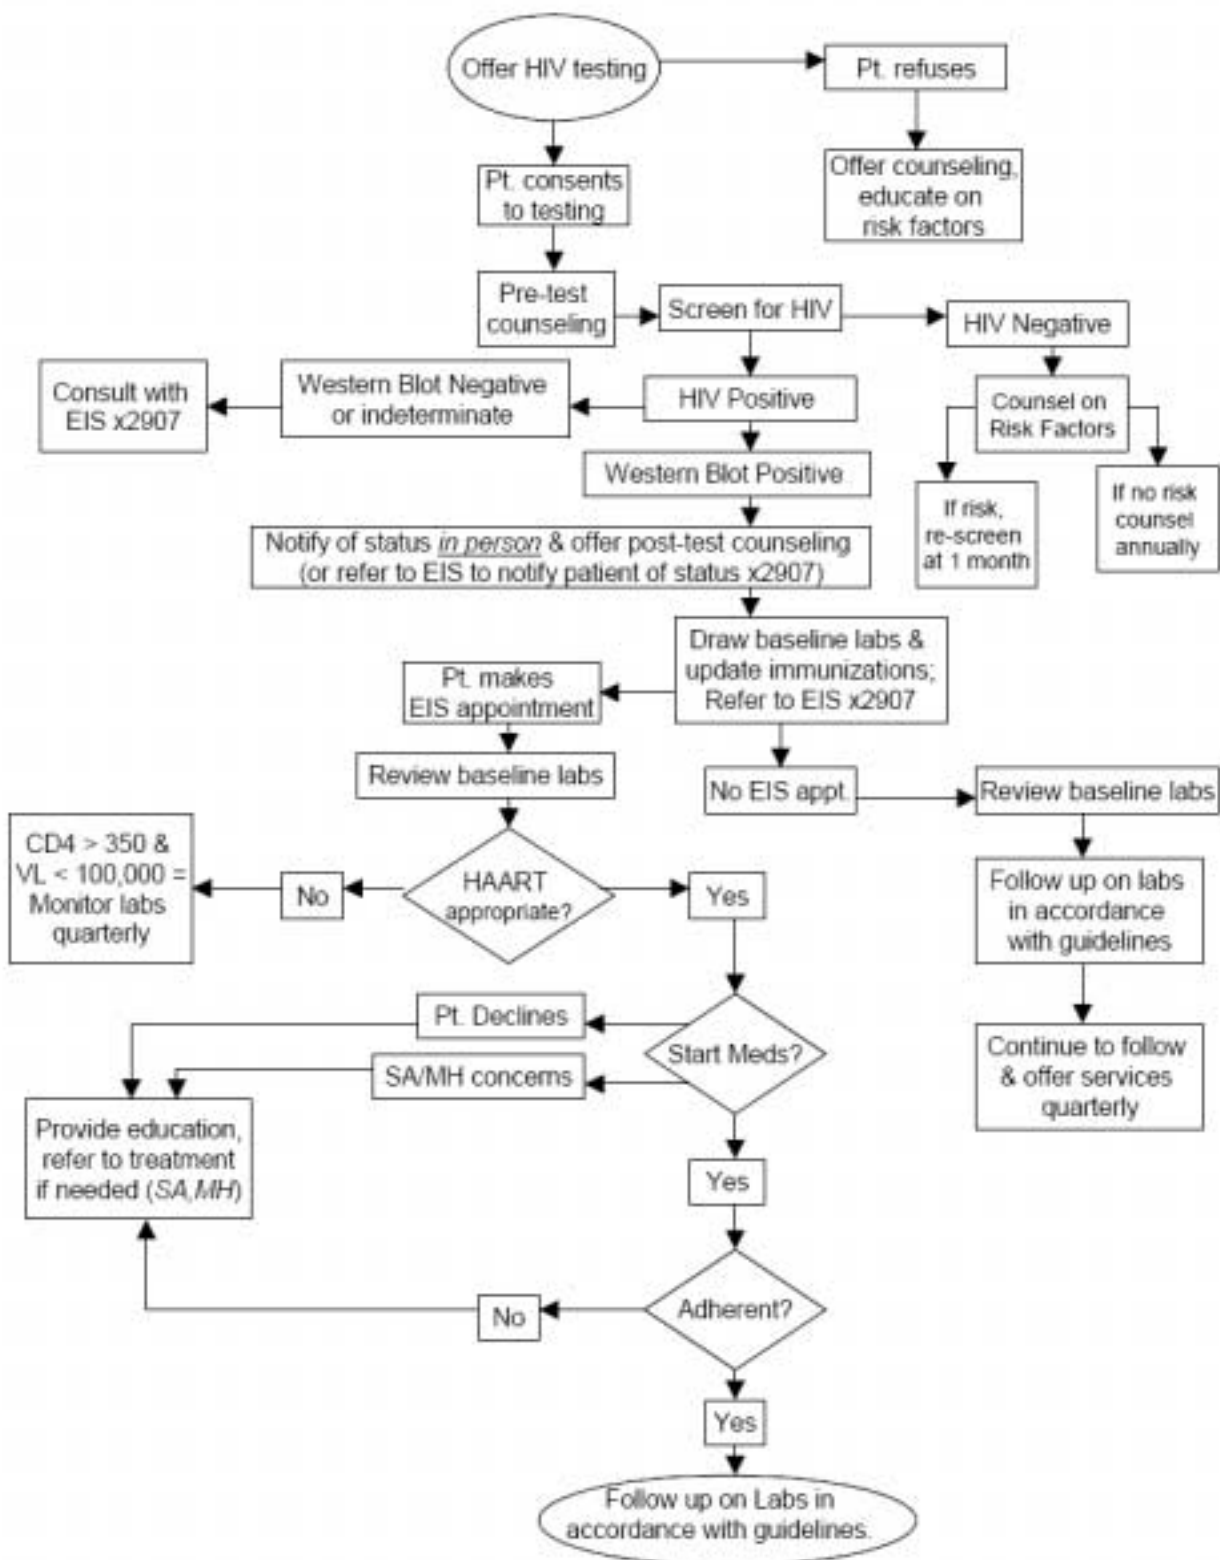 Offer HIV testing
Pt. refuses
Offer counseling,
educate on
risk factors
Pt. consents
to testing
Pre-test
counseling
Screen for HIV
HIV Negative
Consult with
EIS x2907
Western Blot Negative
or indeterminate
HIV Positive
Counsel on
Risk Factors
Western Blot Positive
If risk,
re-screen
at 1 month
If no risk
counsel
annually
Notify of status in person & offer post-test counseling
(or refer to EIS to notify patient of status x2907)
Draw baseline labs &
update immunizations;
Refer to EIS x2907
Pt. makes
EIS appointment
Review baseline labs
No EIS appt.
Review baseline labs
CD4 > 350 &
VL < 100,000 =
Monitor labs
quarterly
No
HAART
appropriate?
Yes
Follow up on labs
in accordance
with guidelines
Pt. Declines
Start Meds?
SA/MH concerns
Continue to follow
& offer services
quarterly
Provide education,
refer to treatment
if needed (SA,MH)
Yes
No
Adherent?
Yes
Follow up on Labs in
accordance with guidelines.